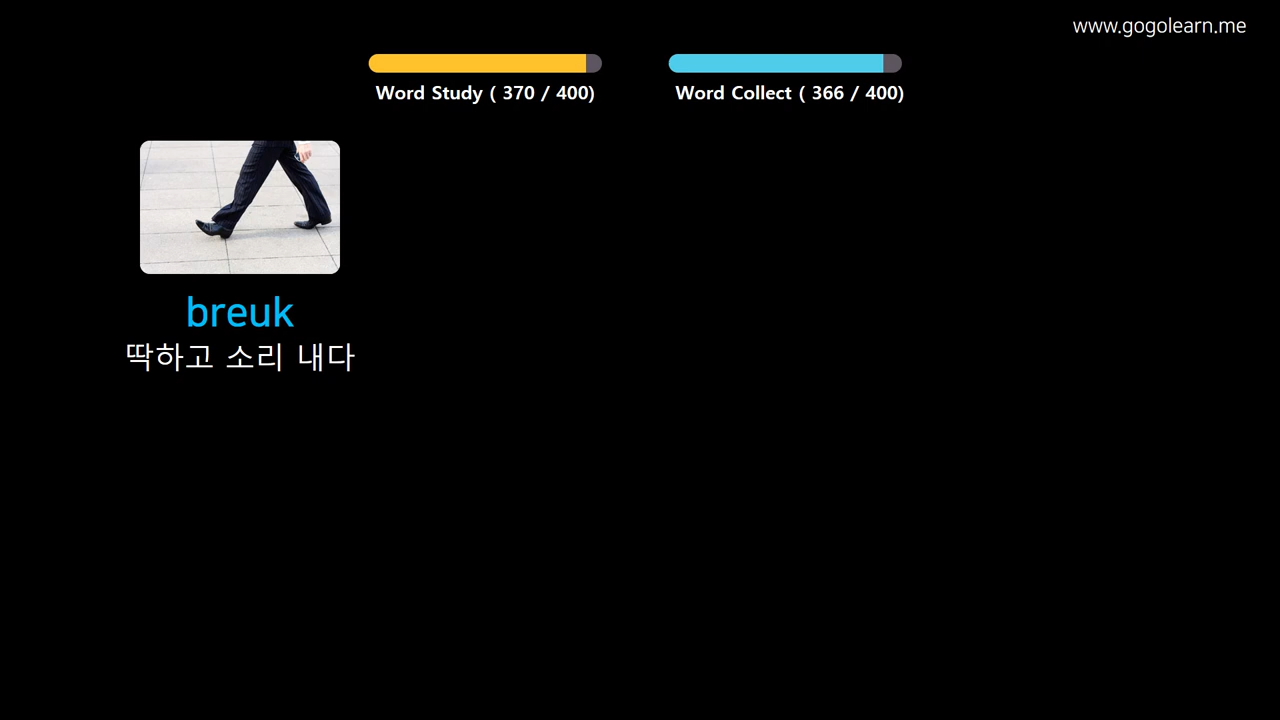 www.gogolearn.me
Word Study ( 370 / 400)
Word Collect ( 366 / 400)
breuk
딱하고 소리 내다